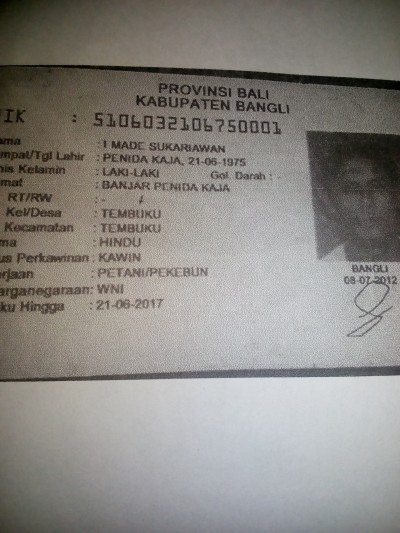 PROVINSI BALI
KABUPATEN BANGLI
IK : 5106032106750001
ama : I MADE SUKARIAWAN
mpat/Tgl Lahir : PENIDA KAJA, 21-06-1975
nis Kelamin : LAKI-LAKI Gol. Darah : -
mat : BANJAR PENIDA KAJA
RT/RW : - /
Kel/Desa : TEMBUKU
Kecamatan : TEMBUKU
ma : HINDU
us Perkawinan : KAWIN
erjaan : PETANI/PEKEBUN
arganegaraan: WNI
ku Hingga : 21-06-2017
BANGLI
08-07-2012